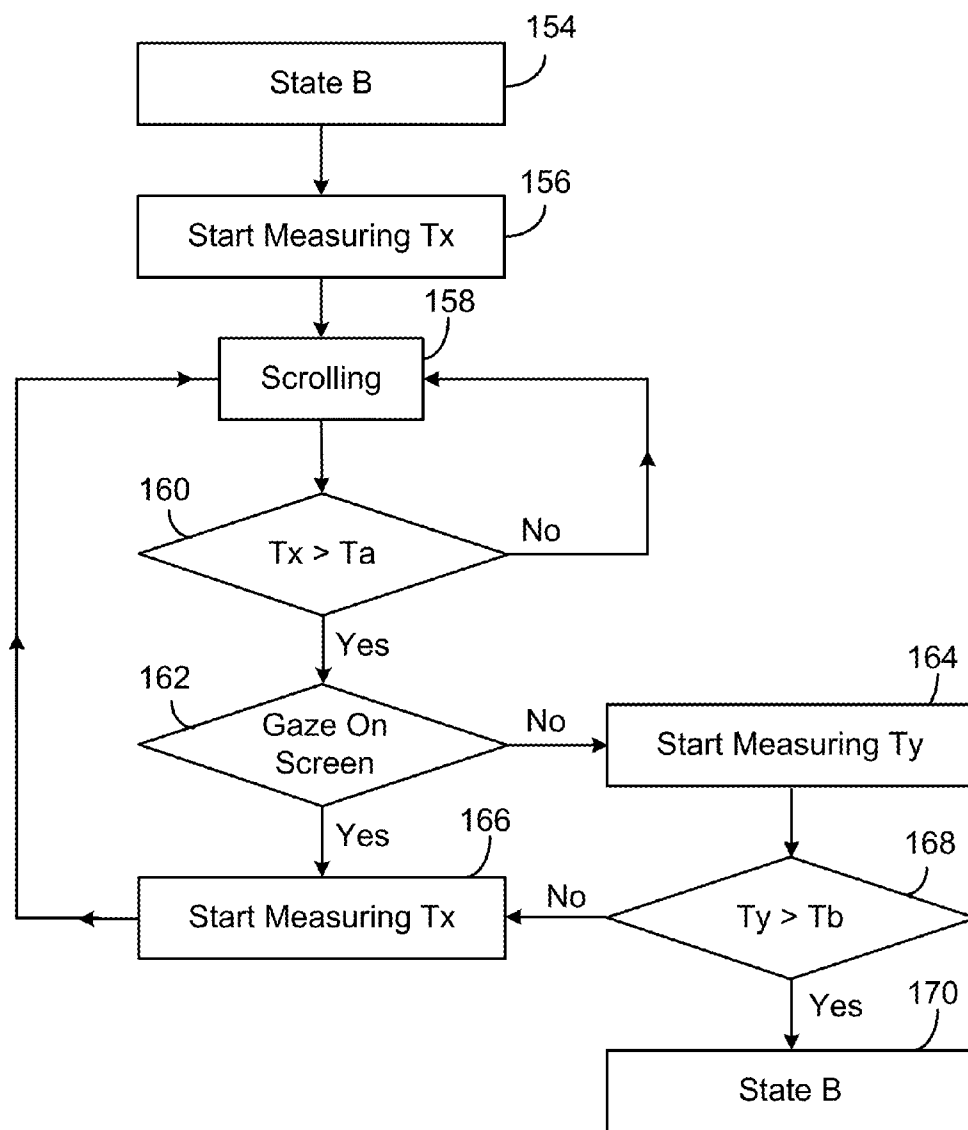 154
State B
156
Start Measuring Tx
158
Scrolling
160
Tx > Ta
No
Yes
162
Gaze On
Screen
No
164
Start Measuring Ty
Yes
166
Start Measuring Tx
No
168
Ty > Tb
Yes
170
State B